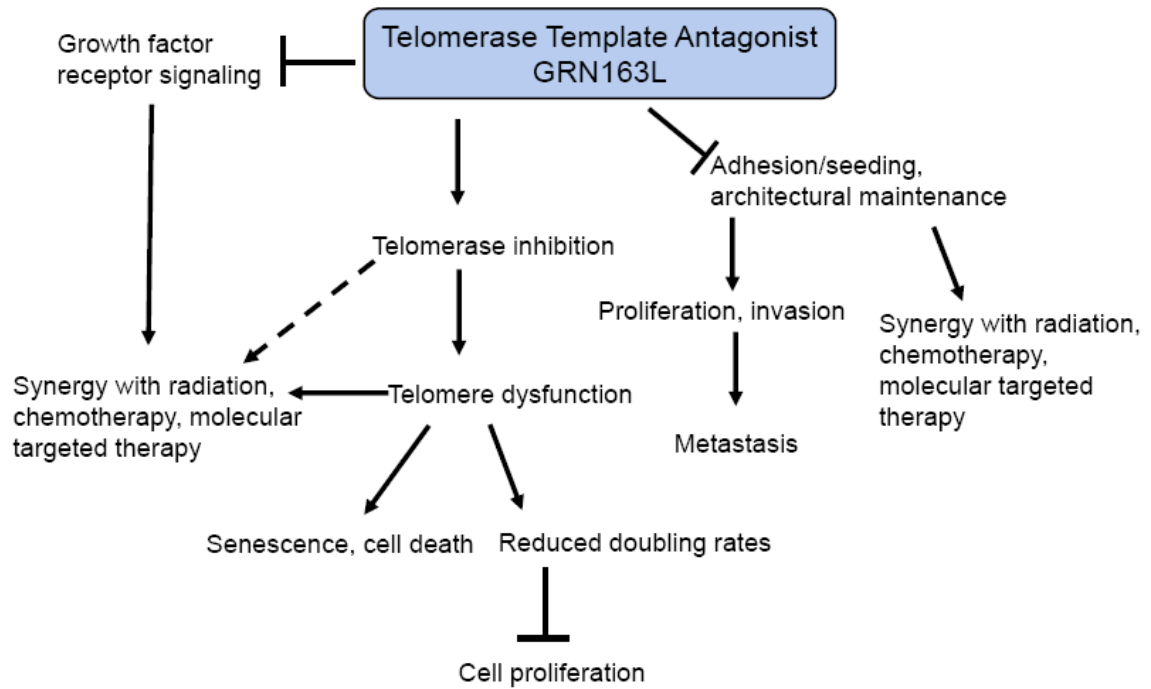 Telomerase Template Antagonist
GRN163L
Growth factor
receptor signaling
Adhesion/seeding,
architectural maintenance
Telomerase inhibition
Proliferation, invasion
Synergy with radiation,
chemotherapy,
molecular targeted
therapy
Synergy with radiation,
chemotherapy, molecular
targeted therapy
Telomere dysfunction
Metastasis
Senescence, cell death
Reduced doubling rates
Cell proliferation